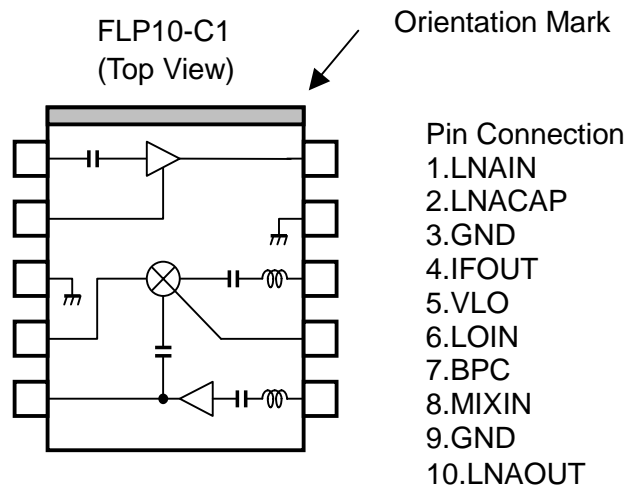 FLP10-C1
(Top View)
Orientation Mark
Pin Connection
1.LNAIN
2.LNACAP
3.GND
4.IFOUT
5.VLO
6.LOIN
7.BPC
8.MIXIN
9.GND
10.LNAOUT